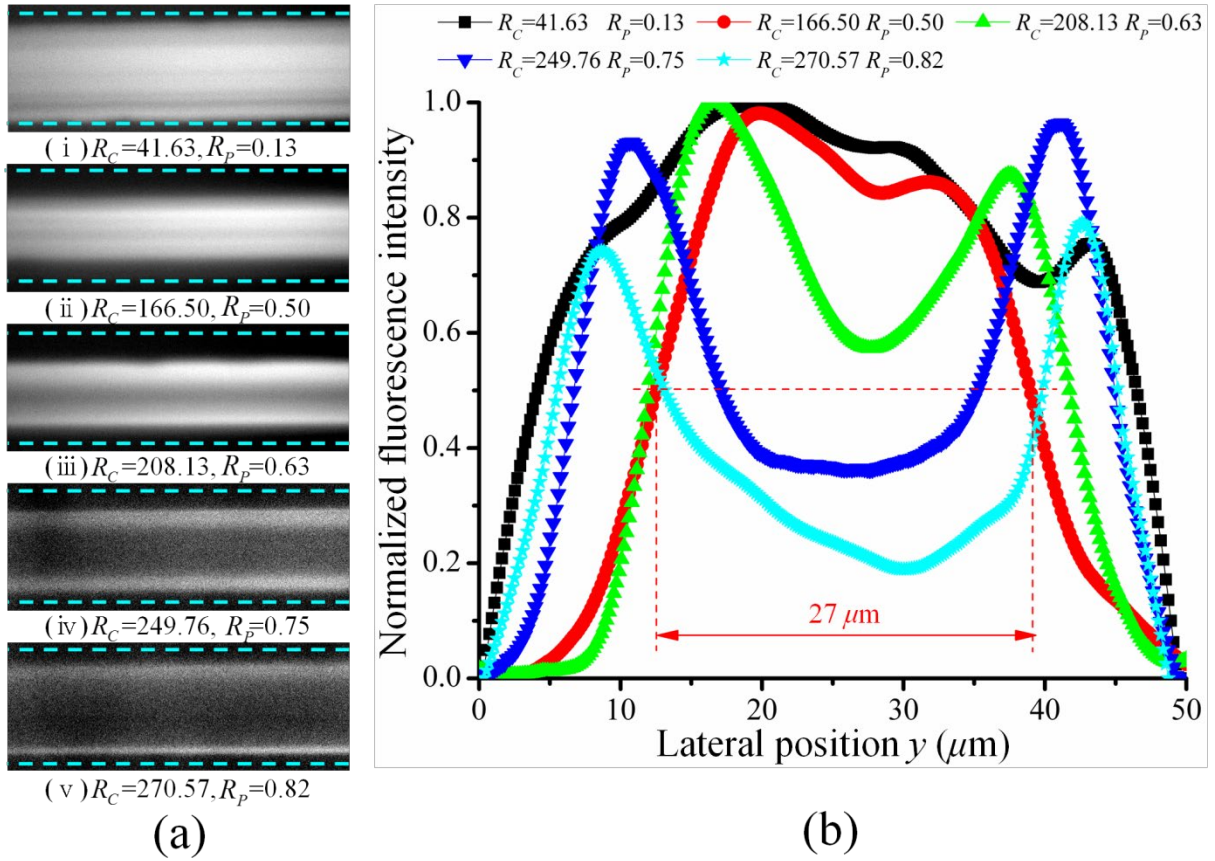 (ⅰ) R_C=41.63, R_P=0.13
(ⅱ) R_C=166.50, R_P=0.50
(ⅲ) R_C=208.13, R_P=0.63
(ⅳ) R_C=249.76, R_P=0.75
(ⅴ) R_C=270.57, R_P=0.82
(a)
R_C=41.63 R_P=0.13 R_C=166.50 R_P=0.50 R_C=208.13 R_P=0.63
R_C=249.76 R_P=0.75 R_C=270.57 R_P=0.82
Normalized fluorescence intensity
1.0
0.8
0.6
0.4
0.2
0.0
27 μm
0 10 20 30 40 50
Lateral position y (μm)
(b)